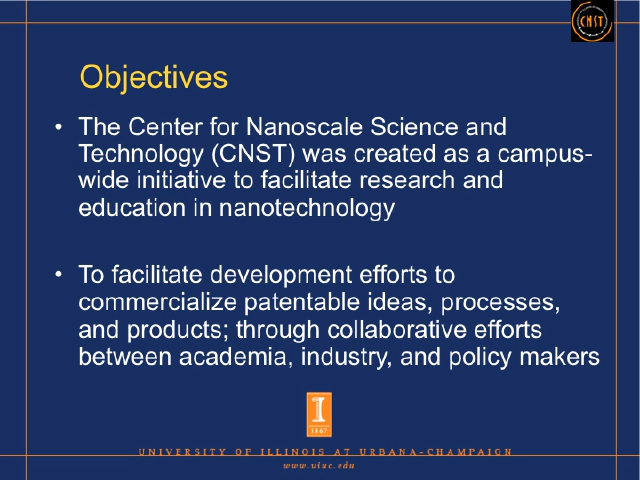 CNST
Objectives
• The Center for Nanoscale Science and
Technology (CNST) was created as a campus-
wide initiative to facilitate research and
education in nanotechnology
• To facilitate development efforts to
commercialize patentable ideas, processes,
and products; through collaborative efforts
between academia, industry, and policy makers
I
1867
UNIVERSITY OF ILLINOIS AT URBANA-CHAMPAIGN
www.uiuc.edu